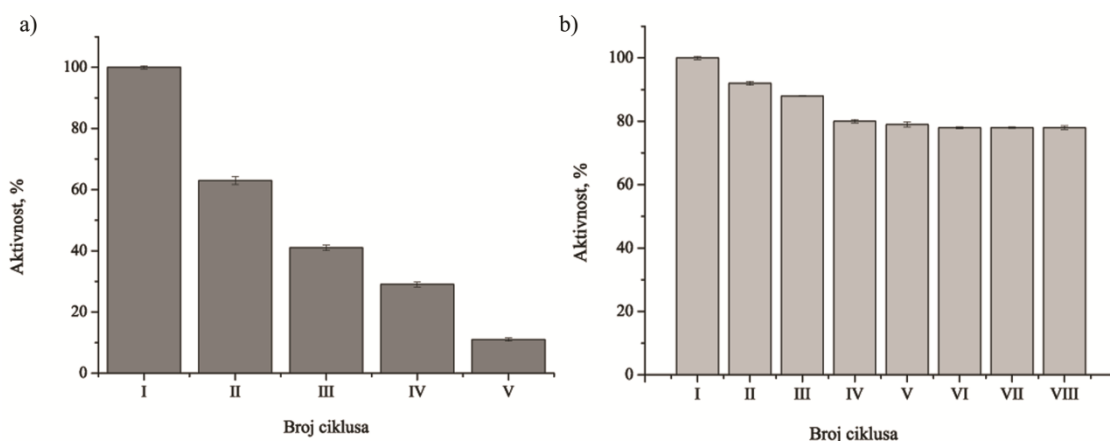 a)
Aktivnost, %
100
80
60
40
20
0
I II III IV V
Broj ciklusa
b)
Aktivnost, %
100
80
60
40
20
0
I II III IV V VI VII VIII
Broj ciklusa